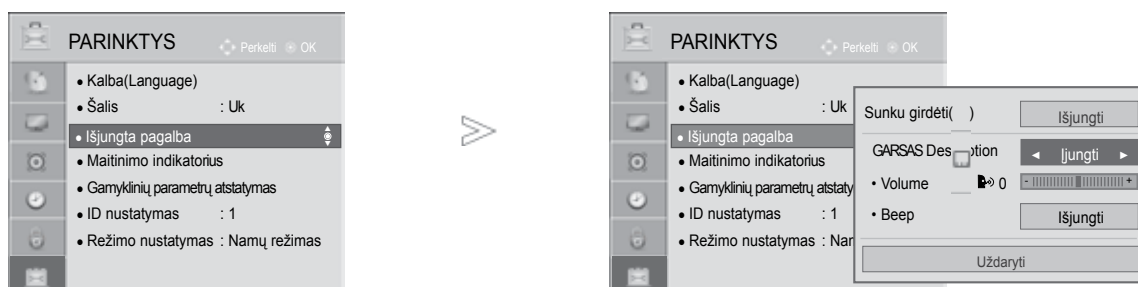 PARINKTYS Perkelti OK
• Kalba(Language)
• Šalis : Uk
• Išjungta pagalba
• Maitinimo indikatorius
• Gamyklinių parametrų atstatymas
• ID nustatymas : 1
• Režimo nustatymas : Namų režimas
PARINKTYS Perkelti OK
• Kalba(Language)
• Šalis : Uk
• Išjungta pagalba
• Maitinimo indikatorius
• Gamyklinių parametrų atstaty
• ID nustatymas : 1
• Režimo nustatymas : Nar
Sunku girdėti( ) Išjungti
GARSAS Des ption ◄ Įjungti ►
• Volume 0 - +
• Beep Išjungti
Uždaryti